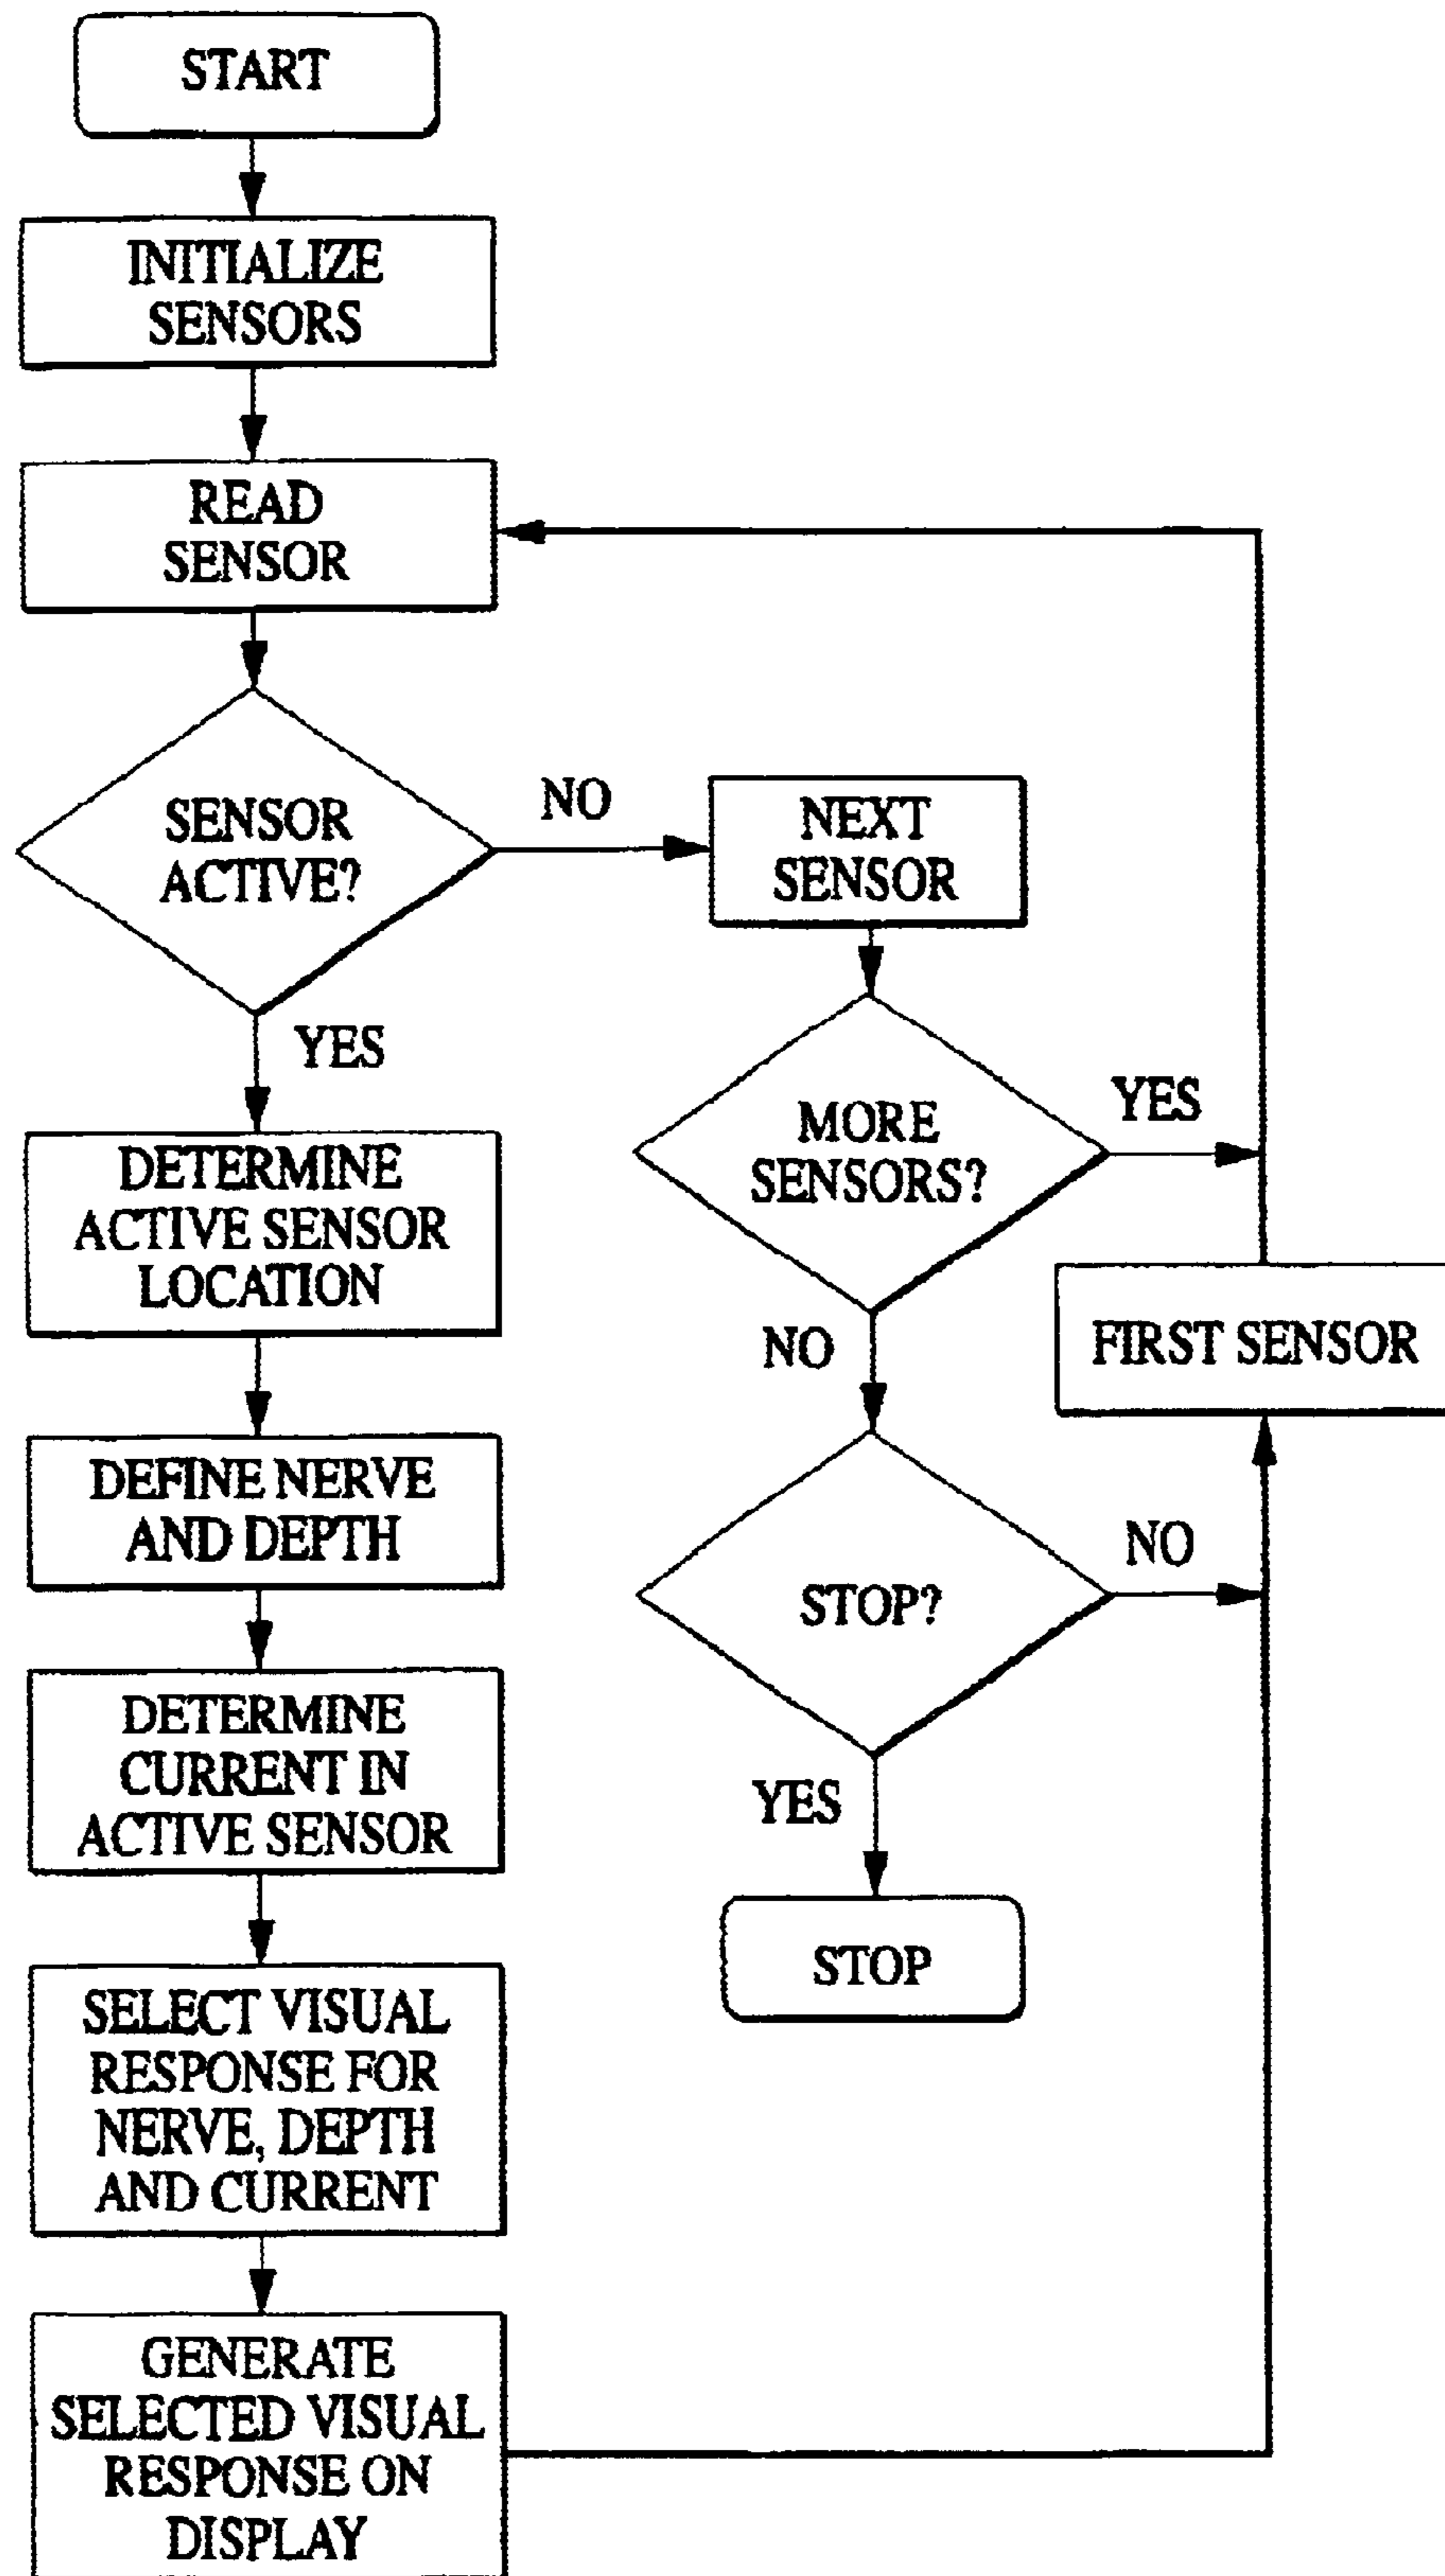 START
INITIALIZE
SENSORS
READ
SENSOR
SENSOR
ACTIVE?
NO
NEXT
SENSOR
YES
MORE
SENSORS?
YES
DETERMINE
ACTIVE SENSOR
LOCATION
NO
FIRST SENSOR
DEFINE NERVE
AND DEPTH
STOP?
NO
DETERMINE
CURRENT IN
ACTIVE SENSOR
YES
STOP
SELECT VISUAL
RESPONSE FOR
NERVE, DEPTH
AND CURRENT
GENERATE
SELECTED VISUAL
RESPONSE ON
DISPLAY